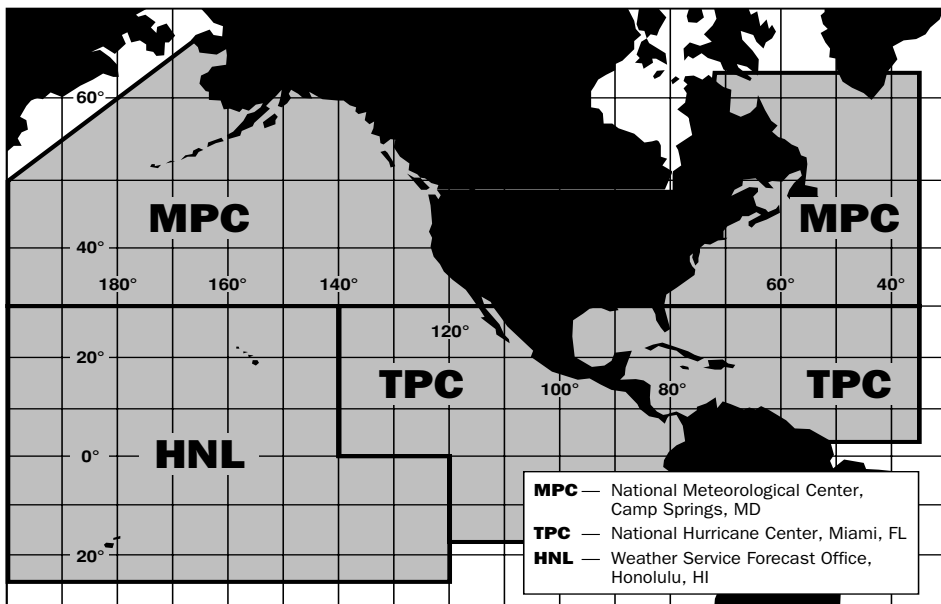 60°
MPC
MPC
40°
180°
160°
140°
60°
40°
120°
20°
TPC
100°
80°
TPC
HNL
0°
20°
MPC — National Meteorological Center,
Camp Springs, MD
TPC — National Hurricane Center, Miami, FL
HNL — Weather Service Forecast Office,
Honolulu, HI